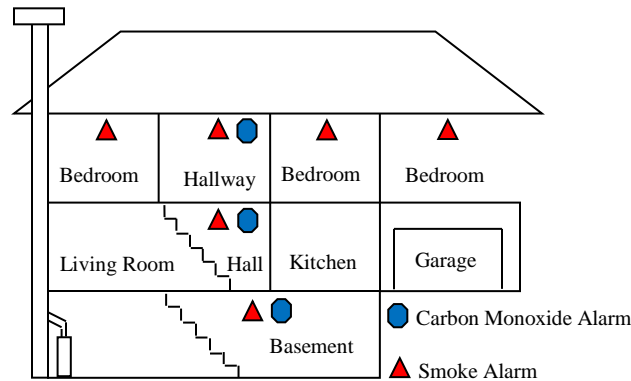 Bedroom
Hallway
Bedroom
Bedroom
Living Room
Hall
Kitchen
Garage
Basement
Carbon Monoxide Alarm
Smoke Alarm